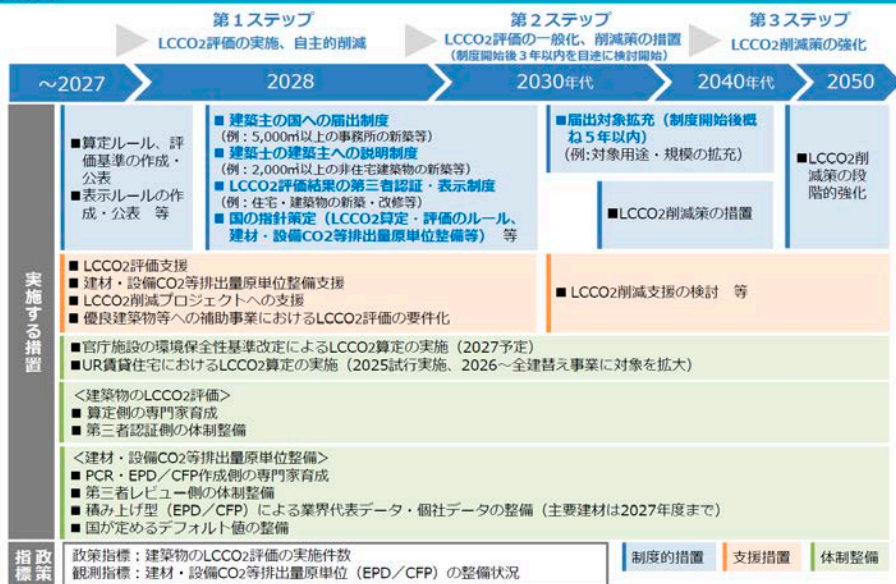 第1ステップ
LCCO2評価の実施、自主的削減
第2ステップ
LCCO2評価の一般化、削減策の措置
(制度開始後3年以内を目途に検討開始)
第3ステップ
LCCO2削減策の強化
～2027
2028
2030年代
2040年代
2050
実施する措置
■算定ルール、評
価基準の作成・
公表
■表示ルールの作
成・公表 等
■ 建築主の国への届出制度
(例：5,000㎡以上の事務所の新築等)
■ 建築士の建築主への説明制度
(例：2,000㎡以上の非住宅建築物の新築等)
■ LCCO2評価結果の第三者認証・表示制度
(例：住宅・建築物の新築・改修等)
■ 国の指針策定（LCCO2算定・評価のルール、
建材・設備CO2等排出量原単位整備等） 等
■届出対象拡充（制度開始後概
ね5年以内）
(例:対象用途・規模の拡充)
■LCCO2削減策の措置
■LCCO2削
減策の段
階的強化
■ LCCO2評価支援
■ 建材・設備CO2等排出量原単位整備支援
■ LCCO2削減プロジェクトへの支援
■ 優良建築物等への補助事業におけるLCCO2評価の要件化
■ LCCO2削減支援の検討 等
■官庁施設の環境保全性基準改定によるLCCO2算定の実施（2027予定）
■UR賃貸住宅におけるLCCO2算定の実施（2025試行実施、2026～全建替え事業に対象を拡大）
＜建築物のLCCO2評価＞
■ 算定側の専門家育成
■ 第三者認証側の体制整備
＜建材・設備CO2等排出量原単位整備＞
■ PCR・EPD／CFP作成側の専門家育成
■ 第三者レビュー側の体制整備
■ 積み上げ型（EPD／CFP）による業界代表データ・個社データの整備（主要建材は2027年度まで）
■ 国が定めるデフォルト値の整備
政策指標
政策指標：建築物のLCCO2評価の実施件数
観測指標：建材・設備CO2等排出量原単位（EPD／CFP）の整備状況
制度的措置
支援措置
体制整備